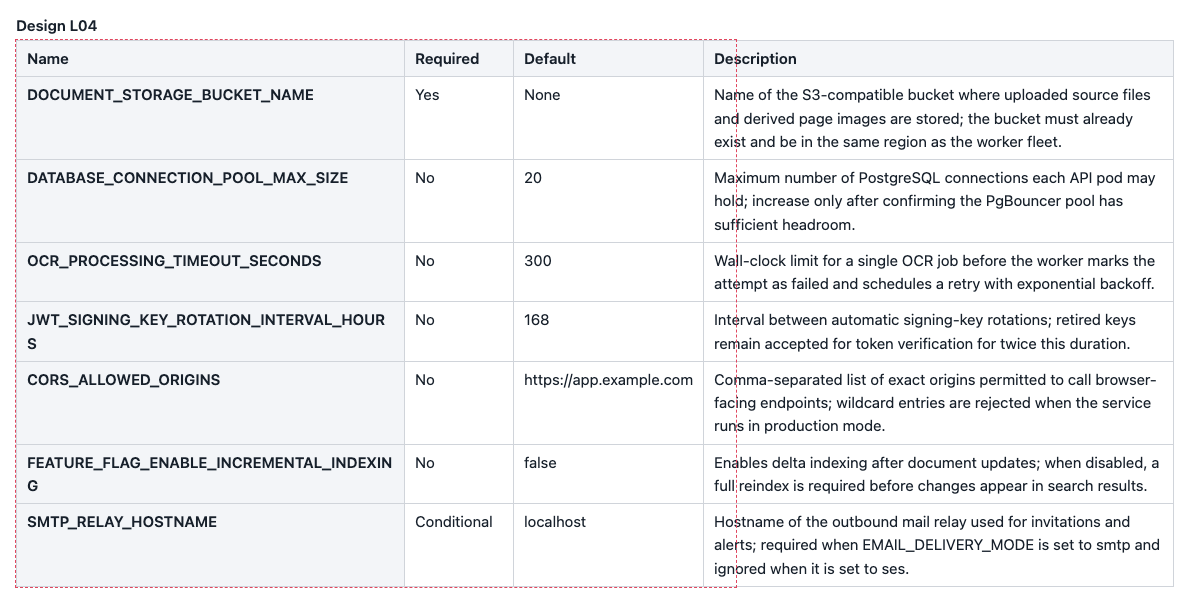 Design L04
Name Required Default Description
DOCUMENT_STORAGE_BUCKET_NAME Yes None Name of the S3-compatible bucket where uploaded source files
and derived page images are stored; the bucket must already
exist and be in the same region as the worker fleet.
DATABASE_CONNECTION_POOL_MAX_SIZE No 20 Maximum number of PostgreSQL connections each API pod may
hold; increase only after confirming the PgBouncer pool has
sufficient headroom.
OCR_PROCESSING_TIMEOUT_SECONDS No 300 Wall-clock limit for a single OCR job before the worker marks the
attempt as failed and schedules a retry with exponential backoff.
JWT_SIGNING_KEY_ROTATION_INTERVAL_HOUR No 168 Interval between automatic signing-key rotations; retired keys
S remain accepted for token verification for twice this duration.
CORS_ALLOWED_ORIGINS No https://app.example.com Comma-separated list of exact origins permitted to call browser-
facing endpoints; wildcard entries are rejected when the service
runs in production mode.
FEATURE_FLAG_ENABLE_INCREMENTAL_INDEXIN No false Enables delta indexing after document updates; when disabled, a
G full reindex is required before changes appear in search results.
SMTP_RELAY_HOSTNAME Conditional localhost Hostname of the outbound mail relay used for invitations and
alerts; required when EMAIL_DELIVERY_MODE is set to smtp and
ignored when it is set to ses.